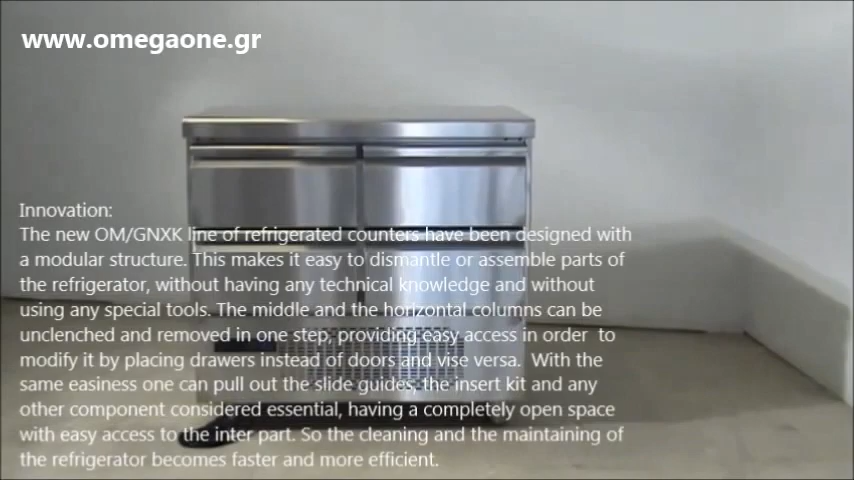 www.omegaone.gr
Innovation:
The new OM/GNXK line of refrigerated counters have been designed with
a modular structure. This makes it easy to dismantle or assemble parts of
the refrigerator, without having any technical knowledge and without
using any special tools. The middle and the horizontal columns can be
unclenched and removed in one step, providing easy access in order  to
modify it by placing drawers instead of doors and vise versa.  With the
same easiness one can pull out the slide guides, the insert kit and any
other component considered essential, having a completely open space
with easy access to the inter part. So the cleaning and the maintaining of
the refrigerator becomes faster and more efficient.